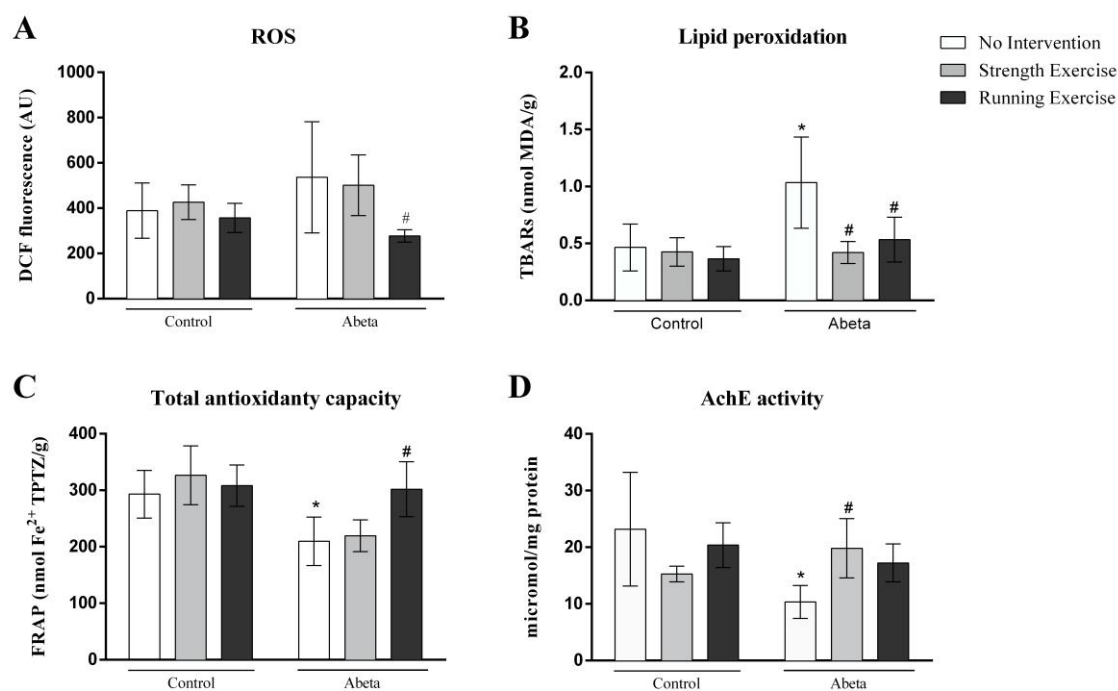 A
ROS
DCF fluorescence (AU)
1000
800
600
400
200
0
#
Control
Abeta
B
Lipid peroxidation
TBARs (nmol MDA/g)
2.0
1.5
1.0
0.5
0.0
*
#
#
Control
Abeta
No Intervention
Strength Exercise
Running Exercise
C
Total antioxidanty capacity
FRAP (nmol Fe²⁺ TPTZ/g)
400
300
200
100
0
*
#
Control
Abeta
D
AchE activity
micromol/mg protein
40
30
20
10
0
*
#
Control
Abeta